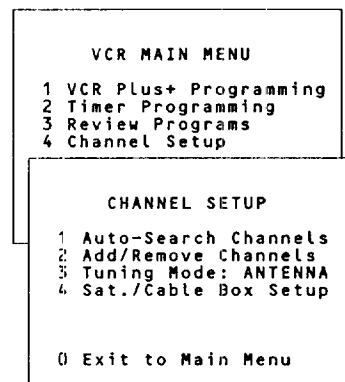 VCR MAIN MENU
1 VCR Plus+ Programming
2 Timer Programming
3 Review Programs
4 Channel Setup
CHANNEL SETUP
1 Auto-Search Channels
2 Add/Remove Channels
3 Tuning Mode: ANTENNA
4 Sat./Cable Box Setup
0 Exit to Main Menu